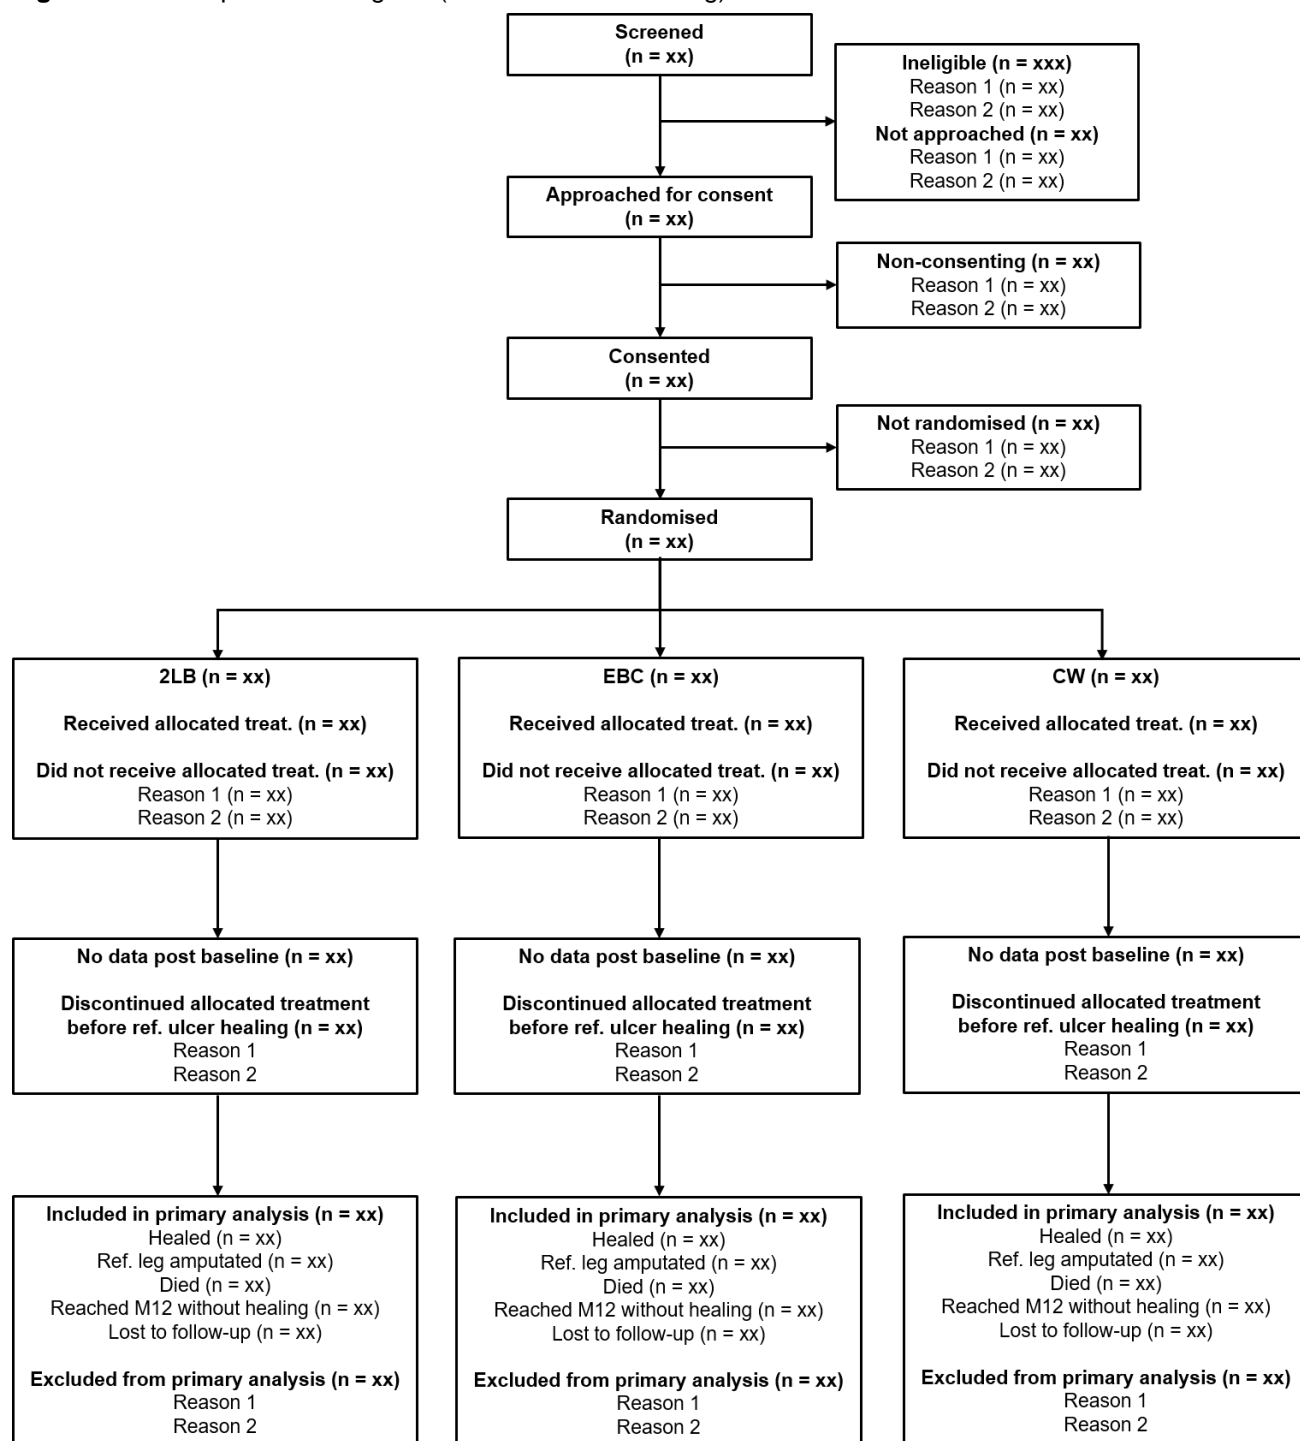 Screened
(n = xx)
Ineligible (n = xxx)
Reason 1 (n = xx)
Reason 2 (n = xx)
Not approached (n = xx)
Reason 1 (n = xx)
Reason 2 (n = xx)
Approached for consent
(n = xx)
Non-consenting (n = xx)
Reason 1 (n = xx)
Reason 2 (n = xx)
Consented
(n = xx)
Not randomised (n = xx)
Reason 1 (n = xx)
Reason 2 (n = xx)
Randomised
(n = xx)
2LB (n = xx)
Received allocated treat. (n = xx)
Did not receive allocated treat. (n = xx)
Reason 1 (n = xx)
Reason 2 (n = xx)
EBC (n = xx)
Received allocated treat. (n = xx)
Did not receive allocated treat. (n = xx)
Reason 1 (n = xx)
Reason 2 (n = xx)
CW (n = xx)
Received allocated treat. (n = xx)
Did not receive allocated treat. (n = xx)
Reason 1 (n = xx)
Reason 2 (n = xx)
No data post baseline (n = xx)
Discontinued allocated treatment
before ref. ulcer healing (n = xx)
Reason 1
Reason 2
No data post baseline (n = xx)
Discontinued allocated treatment
before ref. ulcer healing (n = xx)
Reason 1
Reason 2
No data post baseline (n = xx)
Discontinued allocated treatment
before ref. ulcer healing (n = xx)
Reason 1
Reason 2
Included in primary analysis (n = xx)
Healed (n = xx)
Ref. leg amputated (n = xx)
Died (n = xx)
Reached M12 without healing (n = xx)
Lost to follow-up (n = xx)
Excluded from primary analysis (n = xx)
Reason 1
Reason 2
Included in primary analysis (n = xx)
Healed (n = xx)
Ref. leg amputated (n = xx)
Died (n = xx)
Reached M12 without healing (n = xx)
Lost to follow-up (n = xx)
Excluded from primary analysis (n = xx)
Reason 1
Reason 2
Included in primary analysis (n = xx)
Healed (n = xx)
Ref. leg amputated (n = xx)
Died (n = xx)
Reached M12 without healing (n = xx)
Lost to follow-up (n = xx)
Excluded from primary analysis (n = xx)
Reason 1
Reason 2